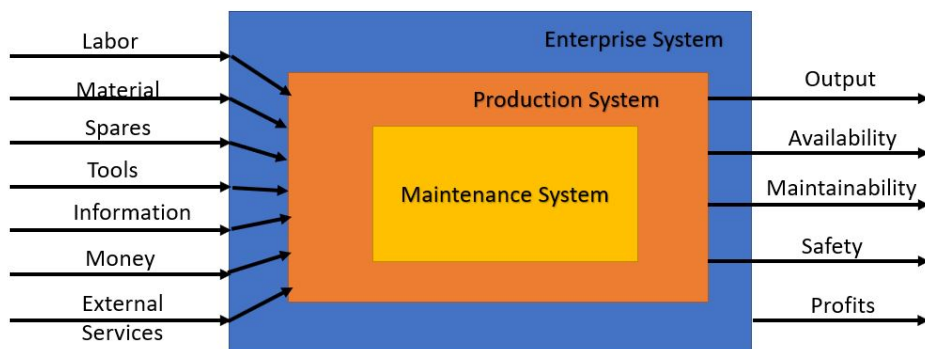 Labor
Material
Spares
Tools
Information
Money
External
Services
Enterprise System
Production System
Maintenance System
Output
Availability
Maintainability
Safety
Profits